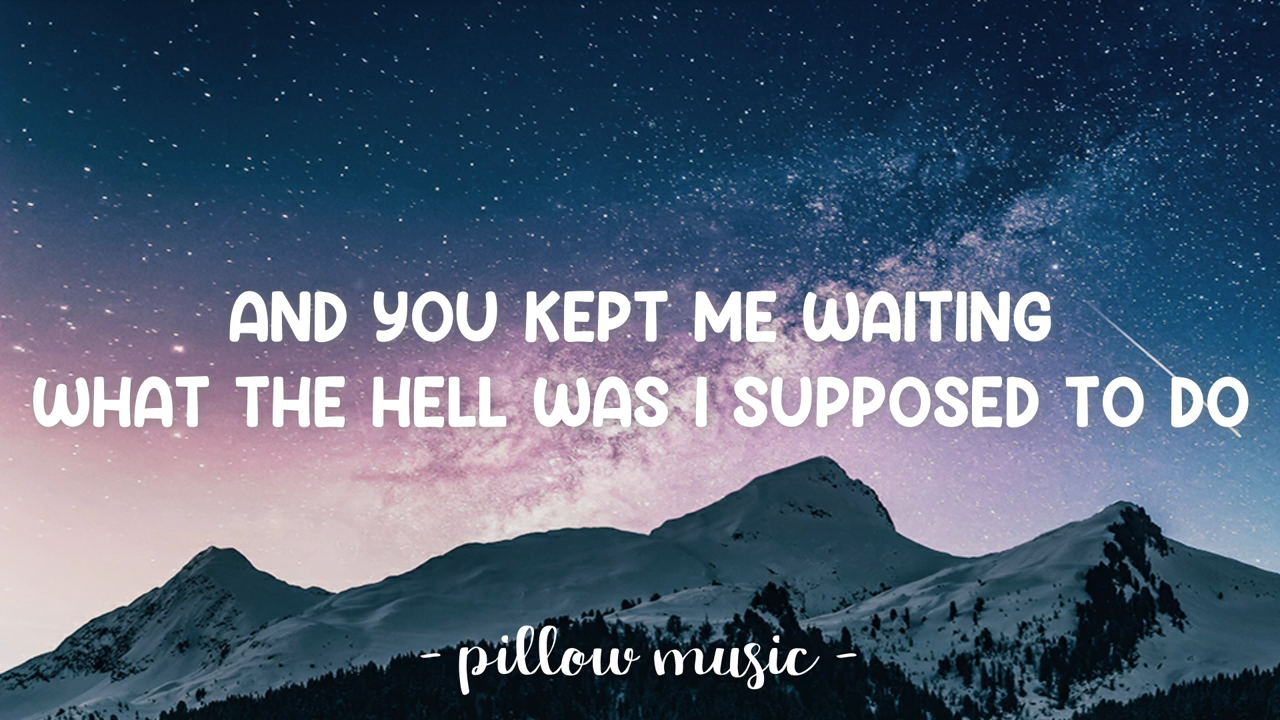 AND YOU KEPT ME WAITING
WHAT THE HELL WAS I SUPPOSED TO DO
- pillow music -